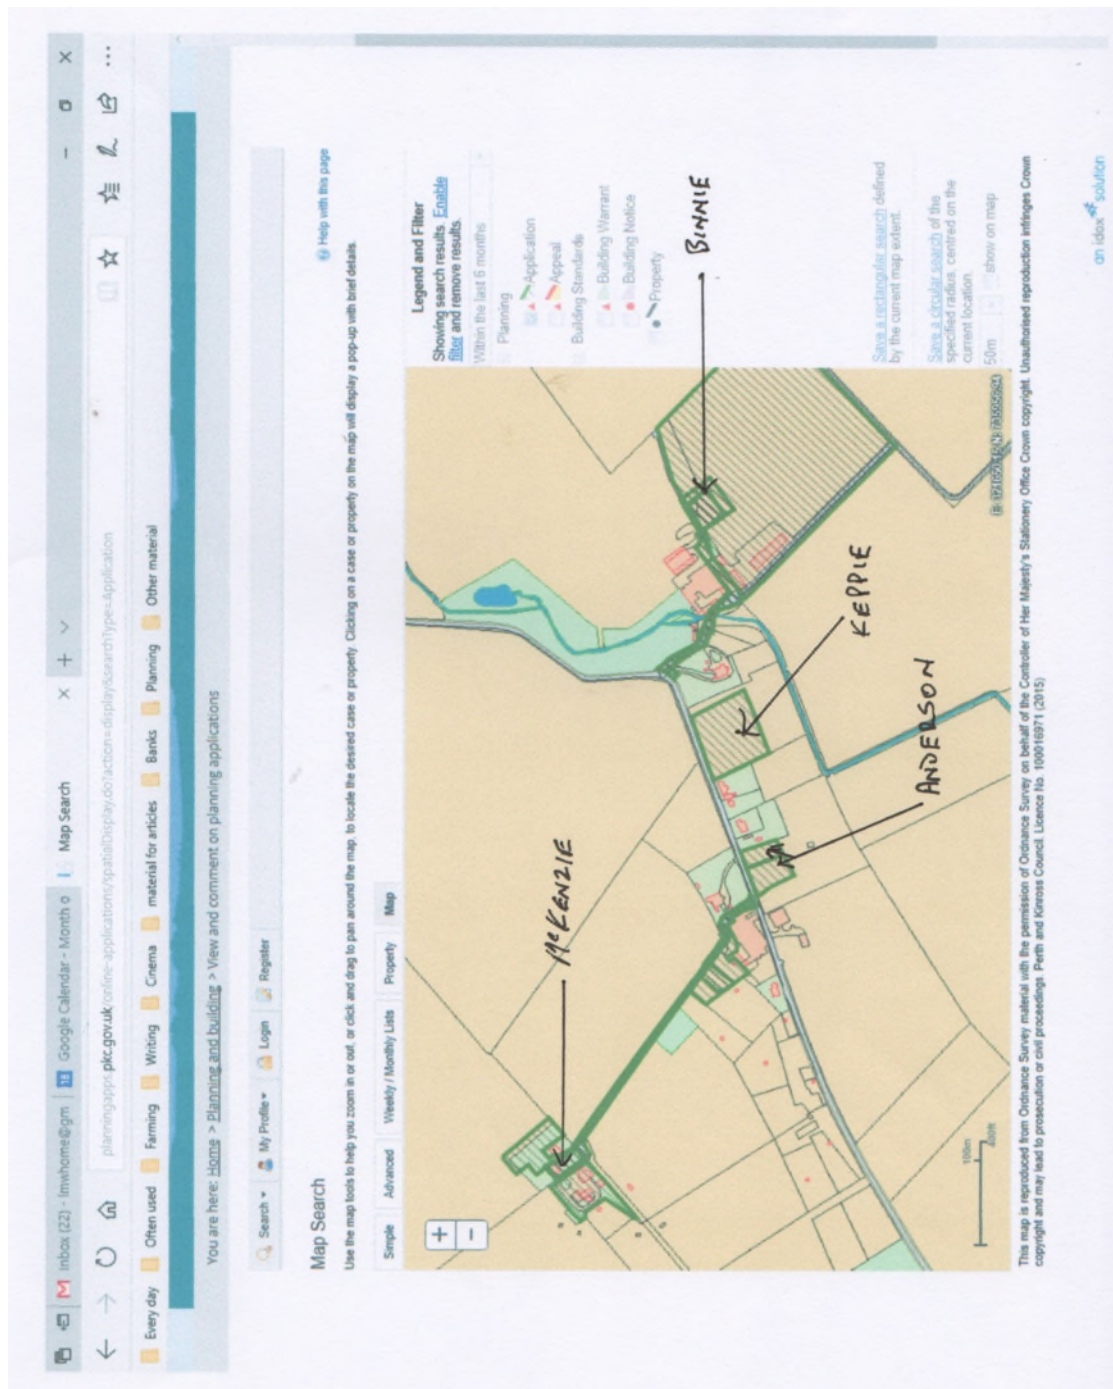 Inbox (22) - lmwhome@gm
18 Google Calendar - Month o
Map Search
planningapps.pkc.gov.uk/online-applications/spatialDisplay.do?action=display&searchType=Application
Every day Often used Farming Writing Cinema material for articles Banks Planning Other material
You are here: Home > Planning and building > View and comment on planning applications
Search My Profile Login Register
Map Search
Help with this page
Use the map tools to help you zoom in or out, or click and drag to pan around the map, to locate the desired case or property. Clicking on a case or property on the map will display a pop-up with brief details.
Simple Advanced Weekly / Monthly Lists Property Map
+
−
McKENZIE
ANDERSON
KEPPIE
BINNIE
100m
400ft
Legend and Filter
Showing search results. Enable
filter and remove results.
Within the last 6 months
Planning
Application
Appeal
Building Standards
Building Warrant
Building Notice
Property
Save a rectangular search defined
by the current map extent.
Save a circular search of the
specified radius, centred on the
current location.
50m show on map
This map is reproduced from Ordnance Survey material with the permission of Ordnance Survey on behalf of the Controller of Her Majesty's Stationery Office Crown copyright. Unauthorised reproduction infringes Crown
copyright and may lead to prosecution or civil proceedings. Perth and Kinross Council. Licence No. 100016971 (2015)
an idox solution